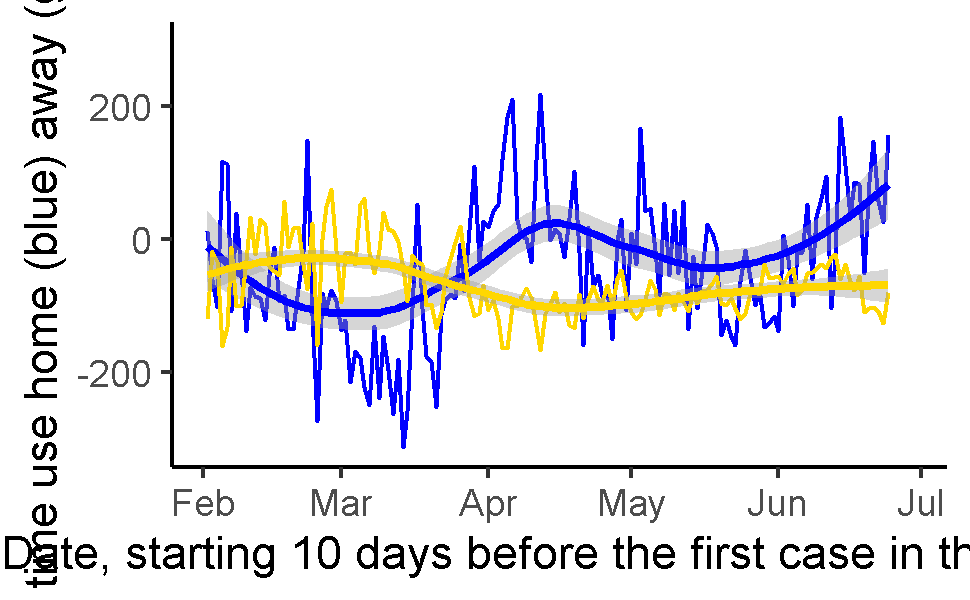 time use home (blue) away (
200
0
-200
Feb Mar Apr May Jun Jul
Date, starting 10 days before the first case in th